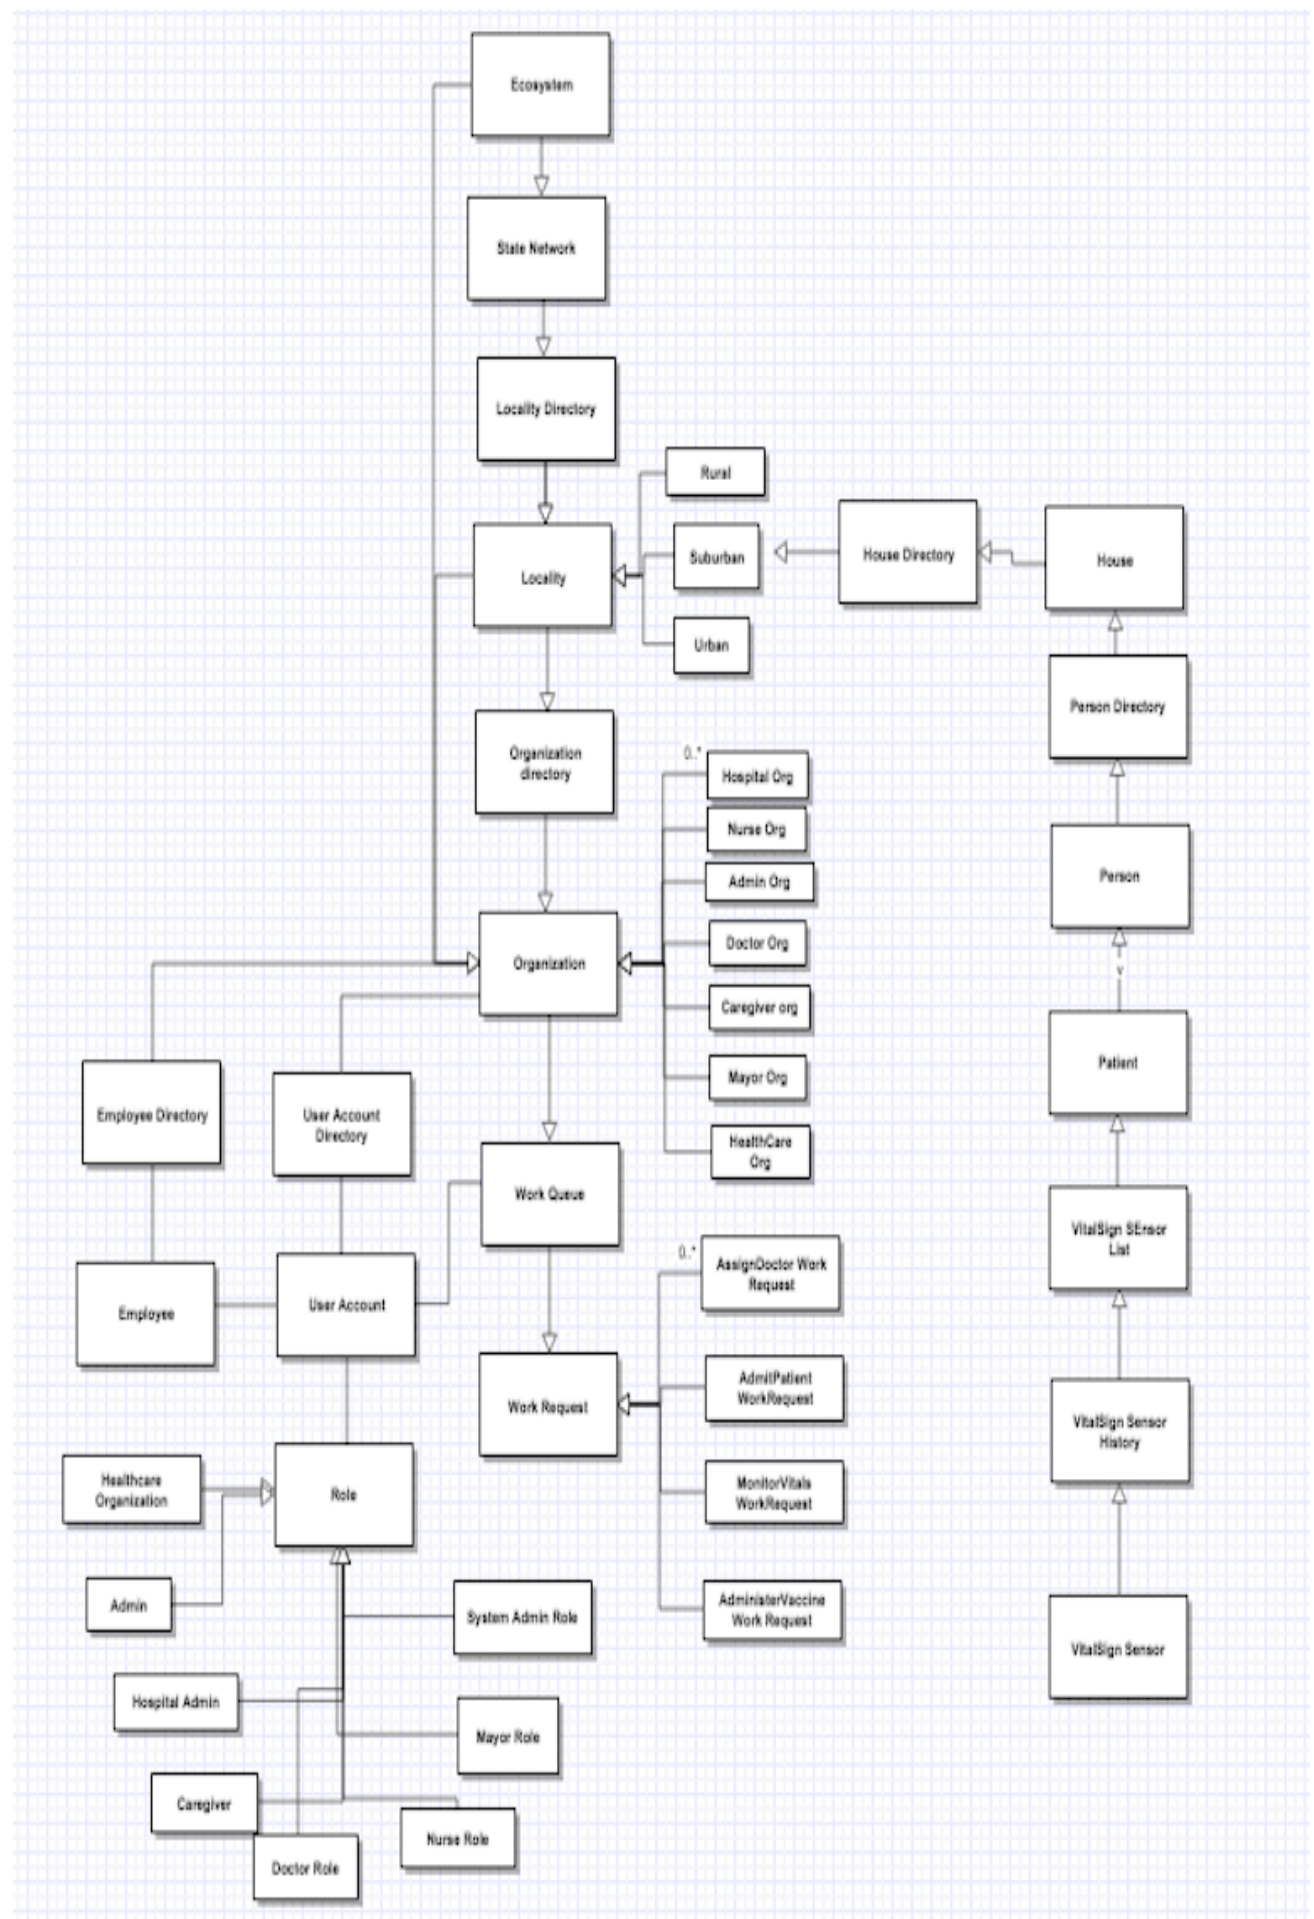 Ecosystem
State Network
Locality Directory
Rural
Suburban
House Directory
House
Locality
Urban
Person Directory
Organization
directory
0..*
Hospital Org
Nurse Org
Person
Admin Org
Doctor Org
Organization
v
Caregiver org
Patient
Mayor Org
Employee Directory
User Account
Directory
HealthCare
Org
Work Queue
VitalSign SEnsor
List
0..*
AssignDoctor Work
Request
Employee
User Account
AdmitPatient
WorkRequest
Work Request
VitalSign Sensor
History
Healthcare
Organization
Role
MonitorVitals
WorkRequest
Admin
System Admin Role
AdministerVaccine
Work Request
VitalSign Sensor
Hospital Admin
Mayor Role
Caregiver
Nurse Role
Doctor Role